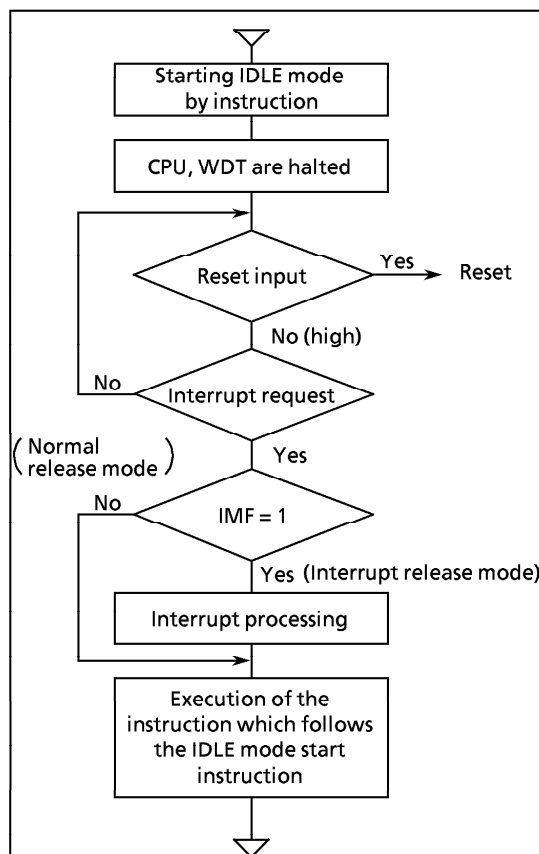 Starting IDLE mode
by instruction
CPU, WDT are halted
Reset input
Yes
Reset
No (high)
No
Interrupt request
(Normal
release mode)
Yes
No
IMF = 1
Yes (Interrupt release mode)
Interrupt processing
Execution of the
instruction which follows
the IDLE mode start
instruction